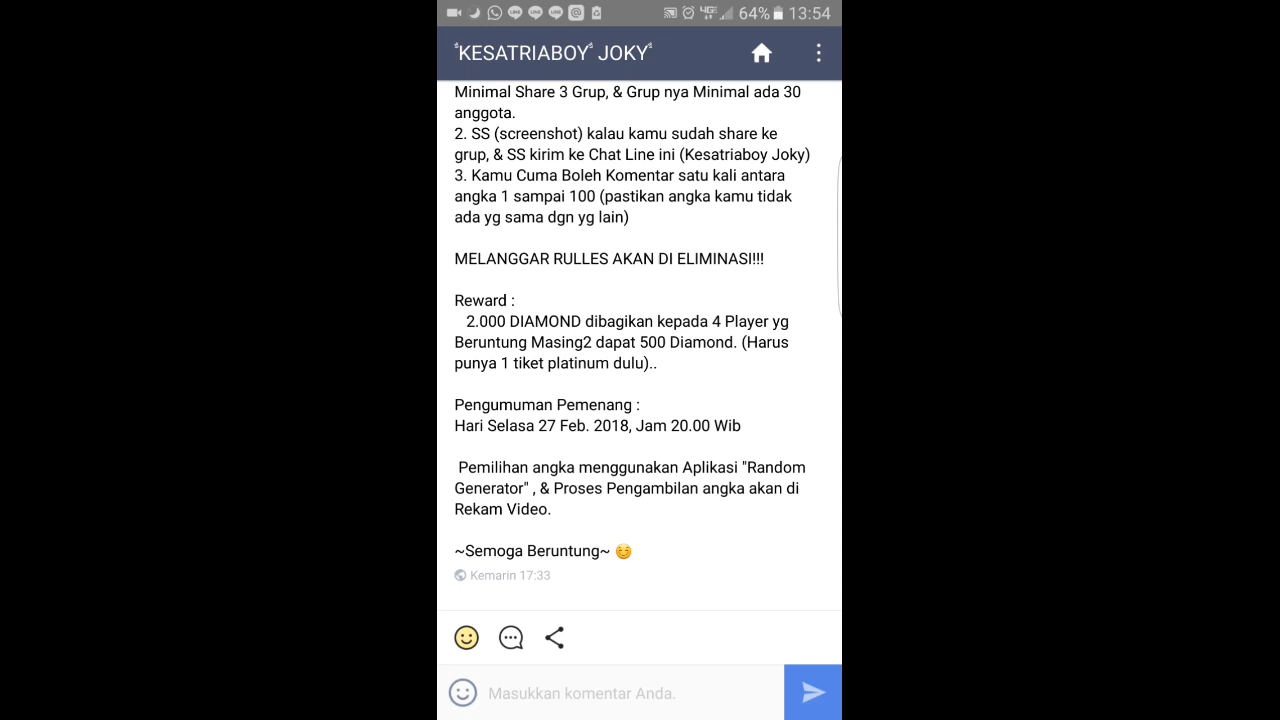 64% 13:54
KESATRIABOY JOKY
Minimal Share 3 Grup, & Grup nya Minimal ada 30
anggota.
2. SS (screenshot) kalau kamu sudah share ke
grup, & SS kirim ke Chat Line ini (Kesatriaboy Joky)
3. Kamu Cuma Boleh Komentar satu kali antara
angka 1 sampai 100 (pastikan angka kamu tidak
ada yg sama dgn yg lain)
MELANGGAR RULLES AKAN DI ELIMINASI!!!
Reward :
2.000 DIAMOND dibagikan kepada 4 Player yg
Beruntung Masing2 dapat 500 Diamond. (Harus
punya 1 tiket platinum dulu)..
Pengumuman Pemenang :
Hari Selasa 27 Feb. 2018, Jam 20.00 Wib
Pemilihan angka menggunakan Aplikasi "Random
Generator" , & Proses Pengambilan angka akan di
Rekam Video.
~Semoga Beruntung~ 😊
Kemarin 17:33
Masukkan komentar Anda.